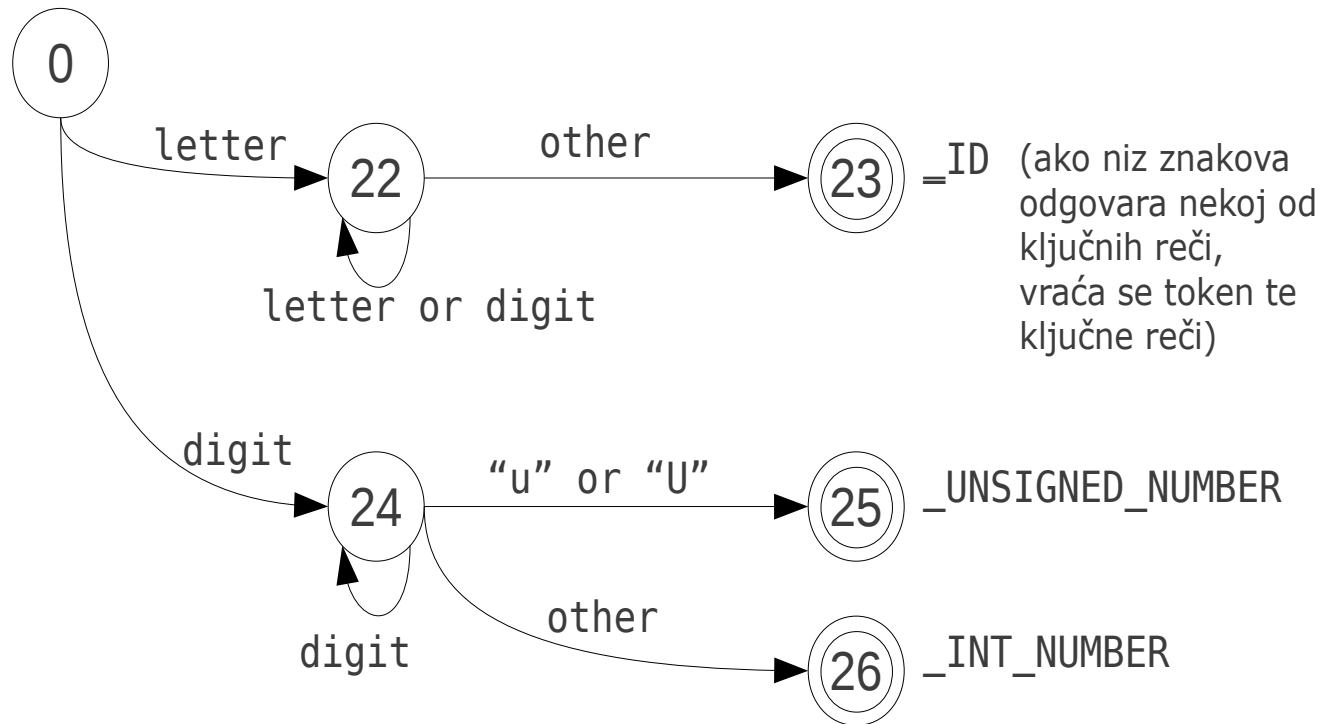 0
letter
22
other
23
_ID (ako niz znakova
odgovara nekoj od
ključnih reči,
vraća se token te
ključne reči)
letter or digit
digit
24
“u” or “U”
25
_UNSIGNED_NUMBER
digit
other
26
_INT_NUMBER